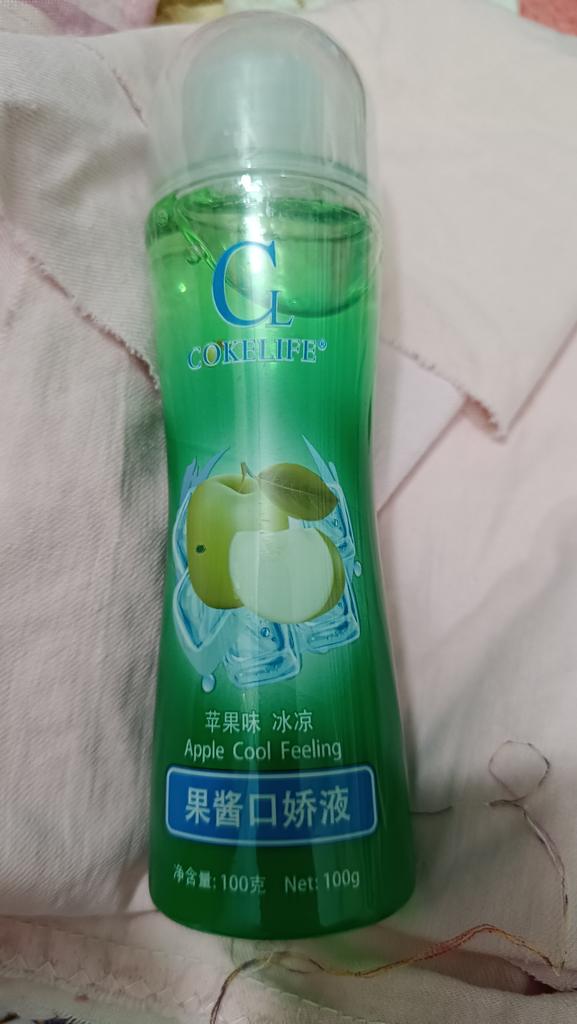 CL
COKELIFE®
苹果味 冰凉
Apple Cool Feeling
果酱口娇液
净含量: 100克 Net: 100g